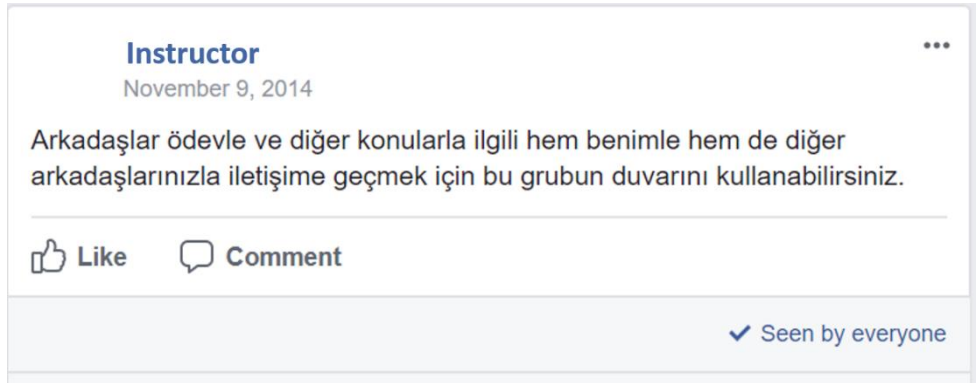 Instructor
November 9, 2014
Arkadaşlar ödevle ve diğer konularla ilgili hem benimle hem de diğer
arkadaşlarınızla iletişime geçmek için bu grubun duvarını kullanabilirsiniz.
Like Comment
Seen by everyone